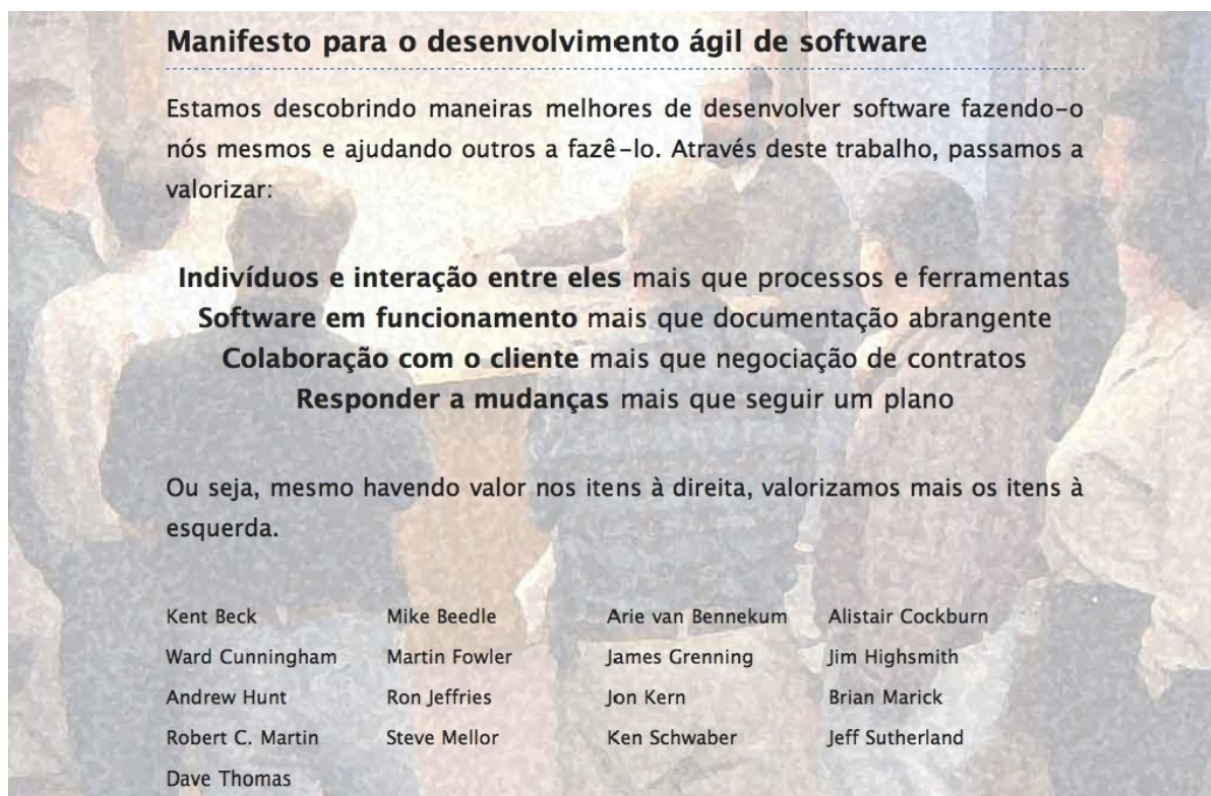 Manifesto para o desenvolvimento ágil de software
Estamos descobrindo maneiras melhores de desenvolver software fazendo-o
nós mesmos e ajudando outros a fazê-lo. Através deste trabalho, passamos a
valorizar:
Indivíduos e interação entre eles mais que processos e ferramentas
Software em funcionamento mais que documentação abrangente
Colaboração com o cliente mais que negociação de contratos
Responder a mudanças mais que seguir um plano
Ou seja, mesmo havendo valor nos itens à direita, valorizamos mais os itens à
esquerda.
Kent Beck Mike Beedle Arie van Bennekum Alistair Cockburn
Ward Cunningham Martin Fowler James Grenning Jim Highsmith
Andrew Hunt Ron Jeffries Jon Kern Brian Marick
Robert C. Martin Steve Mellor Ken Schwaber Jeff Sutherland
Dave Thomas